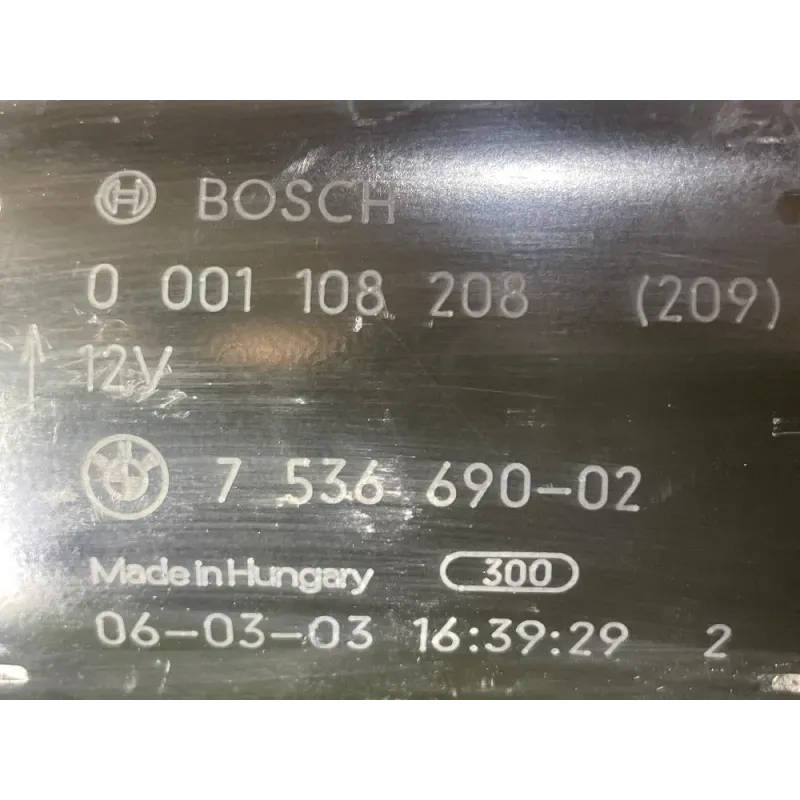 BOSCH
0 001 108 208 (209)
12V
7 536 690-02
Made in Hungary 300
06-03-03 16:39:29 2